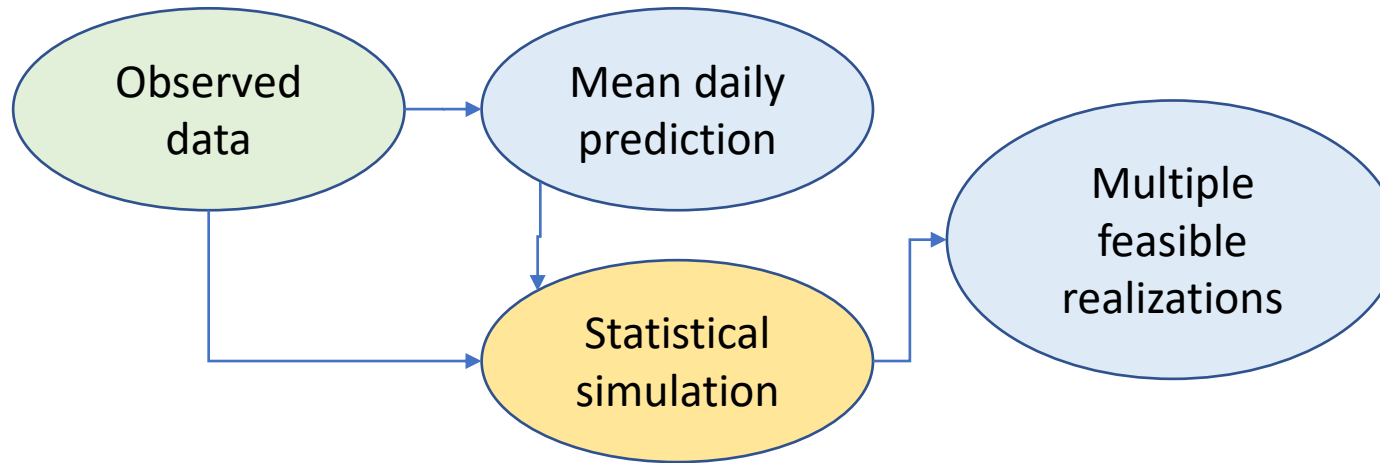 Observed
data
Mean daily
prediction
Multiple
feasible
realizations
Statistical
simulation